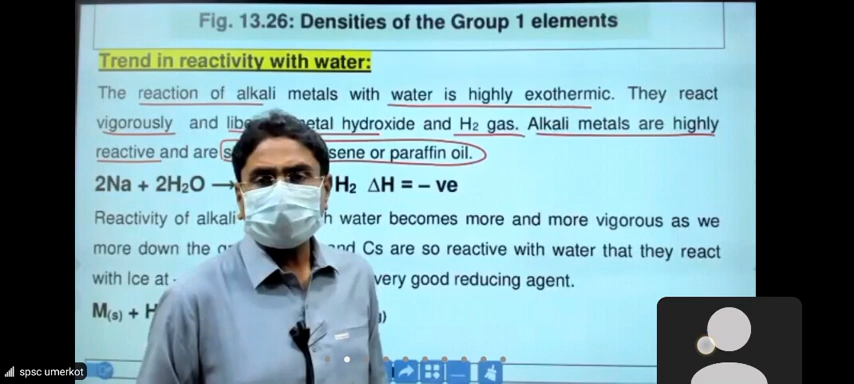 Fig. 13.26: Densities of the Group 1 elements
Trend in reactivity with water:
The reaction of alkali metals with water is highly exothermic. They react
vigorously and hydroxide and H₂ gas. Alkali metals are highly
reactive and are or paraffin oil.
2Na + 2H₂O → H₂ ΔH = – ve
Reactivity of alkali water becomes more and more vigorous as we
more down the Cs are so reactive with water that they react
with Ice at very good reducing agent.
M(s) +
spsc umerkot